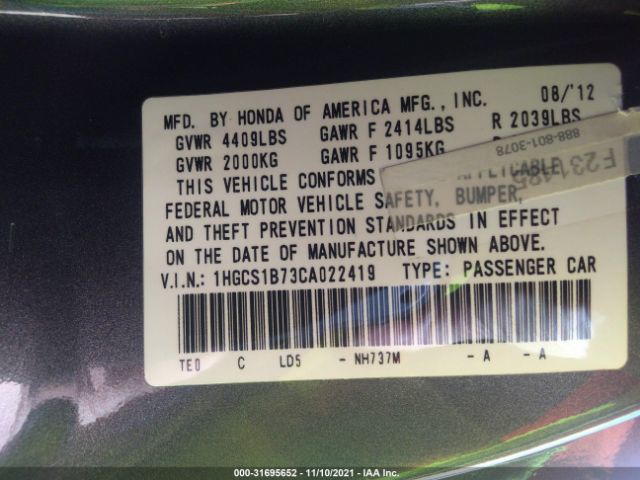 MFD. BY HONDA OF AMERICA MFG., INC. 08/'12
GVWR 4409LBS GAWR F 2414LBS R 2039LBS
GVWR 2000KG GAWR F 1095KG
888-801-3078
F231485
THIS VEHICLE CONFORMS
FEDERAL MOTOR VEHICLE SAFETY, BUMPER,
AND THEFT PREVENTION STANDARDS IN EFFECT
ON THE DATE OF MANUFACTURE SHOWN ABOVE.
V.I.N.: 1HGCS1B73CA022419 TYPE: PASSENGER CAR
TE0 C LD5 - NH737M - A - A
000-31695652 - 11/10/2021 - IAA Inc.